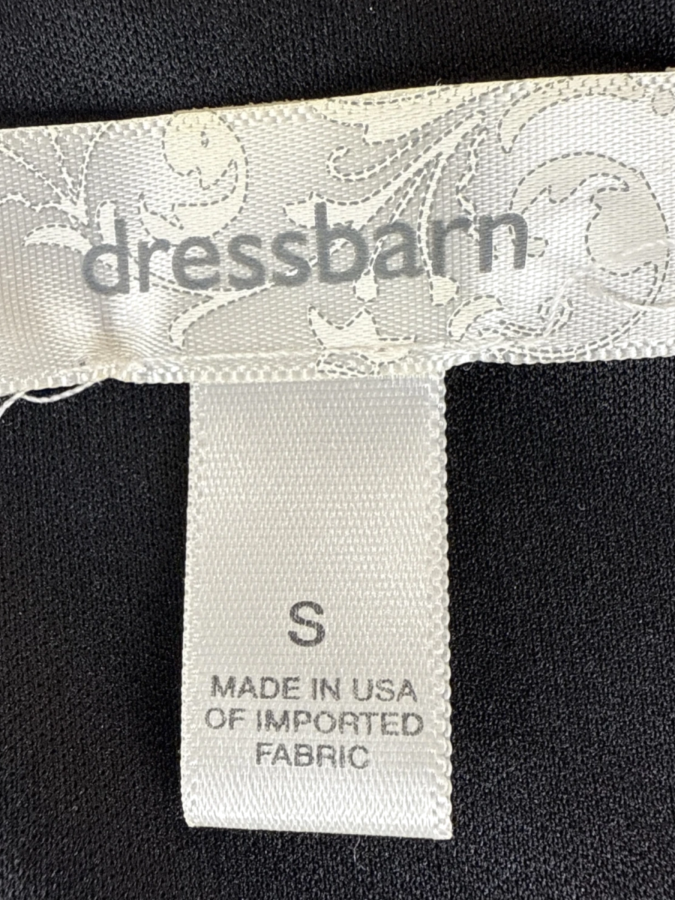 dressbarn
S
MADE IN USA
OF IMPORTED
FABRIC